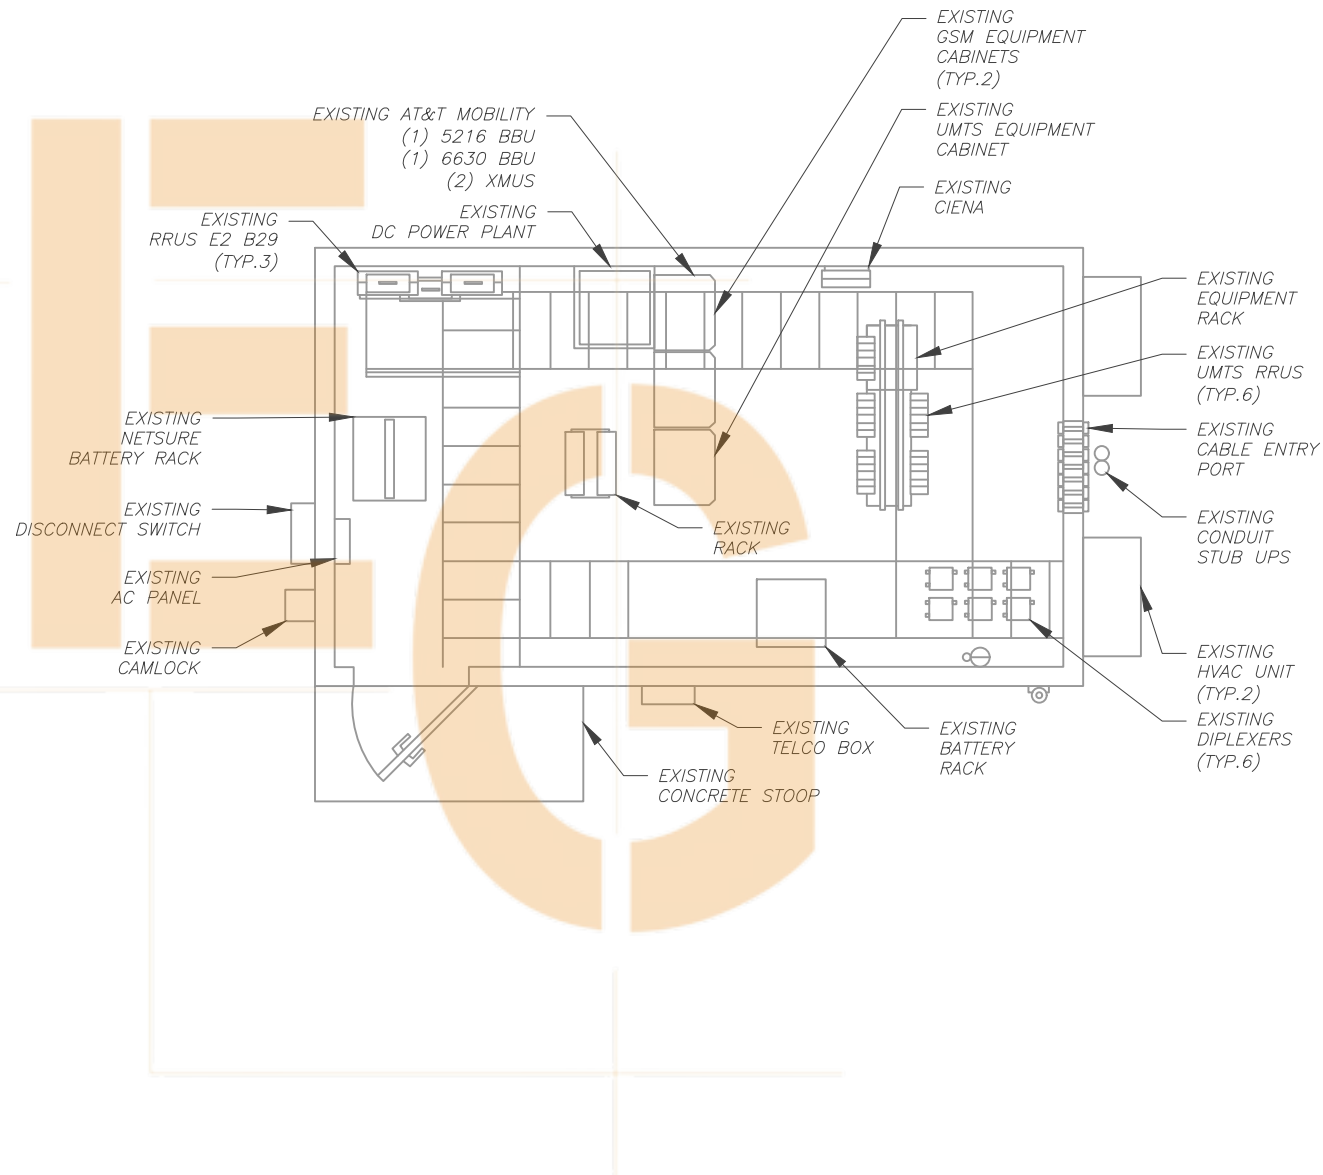 EXISTING
GSM EQUIPMENT
CABINETS
(TYP.2)
EXISTING AT&T MOBILITY
(1) 5216 BBU
(1) 6630 BBU
(2) XMUS
EXISTING
UMTS EQUIPMENT
CABINET
EXISTING
CIENA
EXISTING
DC POWER PLANT
EXISTING
RRUS E2 B29
(TYP.3)
EXISTING
EQUIPMENT
RACK
EXISTING
UMTS RRUS
(TYP.6)
EXISTING
NETSURE
BATTERY RACK
EXISTING
CABLE ENTRY
PORT
EXISTING
DISCONNECT SWITCH
EXISTING
RACK
EXISTING
CONDUIT
STUB UPS
EXISTING
AC PANEL
EXISTING
CAMLOCK
EXISTING
HVAC UNIT
(TYP.2)
EXISTING
DIPLEXERS
(TYP.6)
EXISTING
TELCO BOX
EXISTING
BATTERY
RACK
EXISTING
CONCRETE STOOP
EG